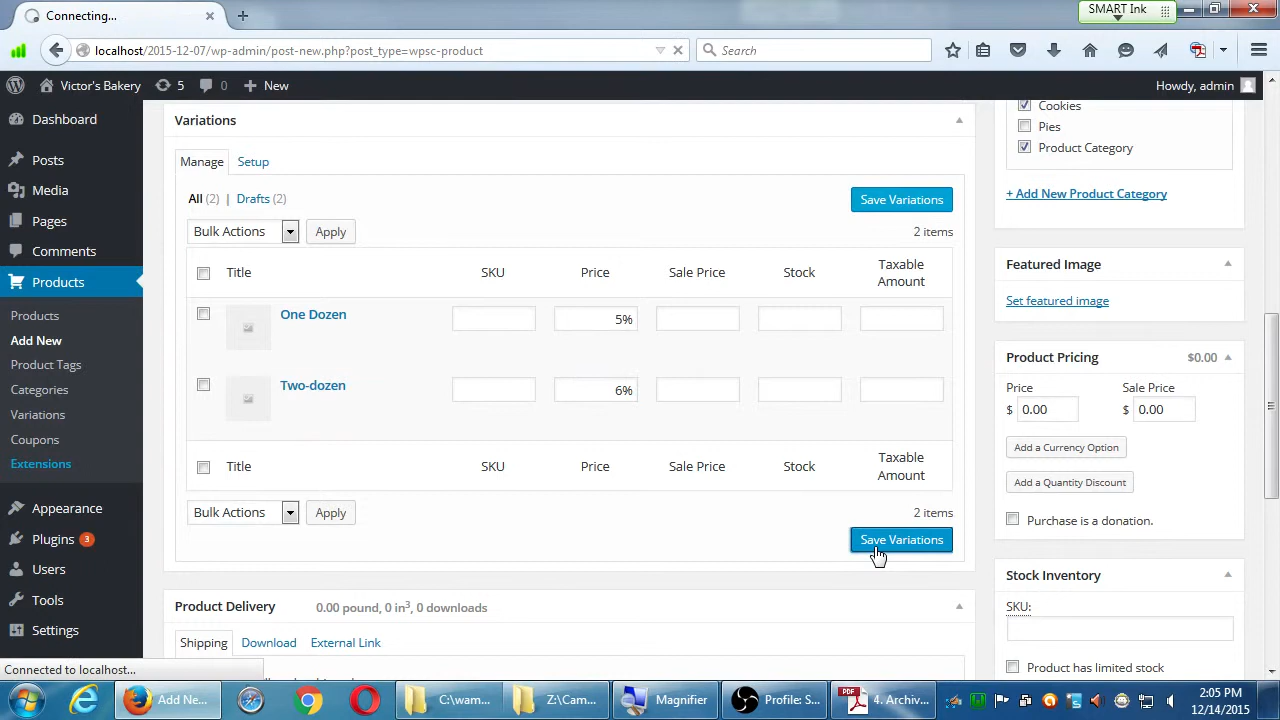 Connecting...
SMART Ink
localhost/2015-12-07/wp-admin/post-new.php?post_type=wpsc-product
Search
Victor's Bakery
5
0
New
Howdy, admin
Dashboard
Posts
Media
Pages
Comments
Products
Products
Add New
Product Tags
Categories
Variations
Coupons
Extensions
Appearance
Plugins 3
Users
Tools
Settings
Variations
Manage
Setup
All (2) | Drafts (2)
Save Variations
Bulk Actions
Apply
2 items
Title
SKU
Price
Sale Price
Stock
Taxable
Amount
One Dozen
5%
Two-dozen
6%
Title
SKU
Price
Sale Price
Stock
Taxable
Amount
Bulk Actions
Apply
2 items
Save Variations
Product Delivery
0.00 pound, 0 in³, 0 downloads
Shipping
Download
External Link
Cookies
Pies
Product Category
+ Add New Product Category
Featured Image
Set featured image
Product Pricing
$0.00
Price
Sale Price
$ 0.00
$ 0.00
Add a Currency Option
Add a Quantity Discount
Purchase is a donation.
Stock Inventory
SKU:
Product has limited stock
Connected to localhost...
Add Ne...
C:\wam...
Z:\Cam...
Magnifier
Profile: S...
PDF
4. Archiv...
2:05 PM
12/14/2015